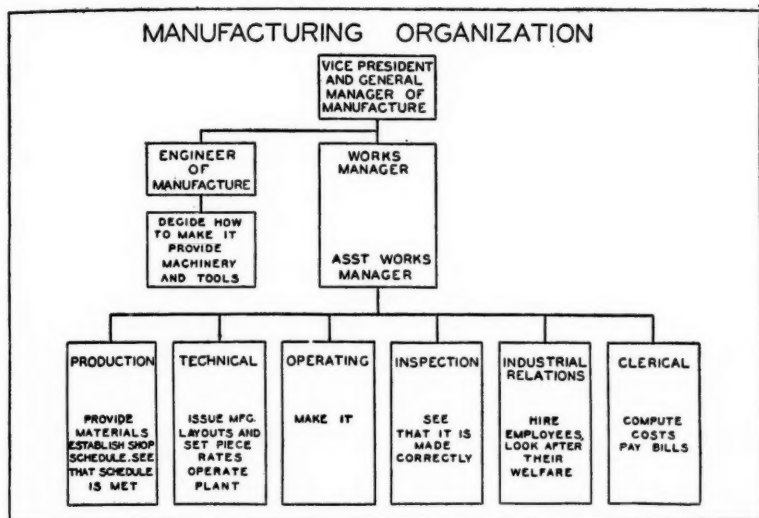 MANUFACTURING ORGANIZATION
VICE PRESIDENT
AND GENERAL
MANAGER OF
MANUFACTURE
ENGINEER
OF
MANUFACTURE
DECIDE HOW
TO MAKE IT
PROVIDE
MACHINERY
AND TOOLS
WORKS
MANAGER
ASST WORKS
MANAGER
PRODUCTION
PROVIDE
MATERIALS
ESTABLISH SHOP
SCHEDULE. SEE
THAT SCHEDULE
IS MET
TECHNICAL
ISSUE MFG.
LAYOUTS AND
SET PIECE
RATES
OPERATE
PLANT
OPERATING
MAKE IT
INSPECTION
SEE
THAT IT IS
MADE
CORRECTLY
INDUSTRIAL
RELATIONS
HIRE
EMPLOYEES,
LOOK AFTER
THEIR
WELFARE
CLERICAL
COMPUTE
COSTS
PAY BILLS